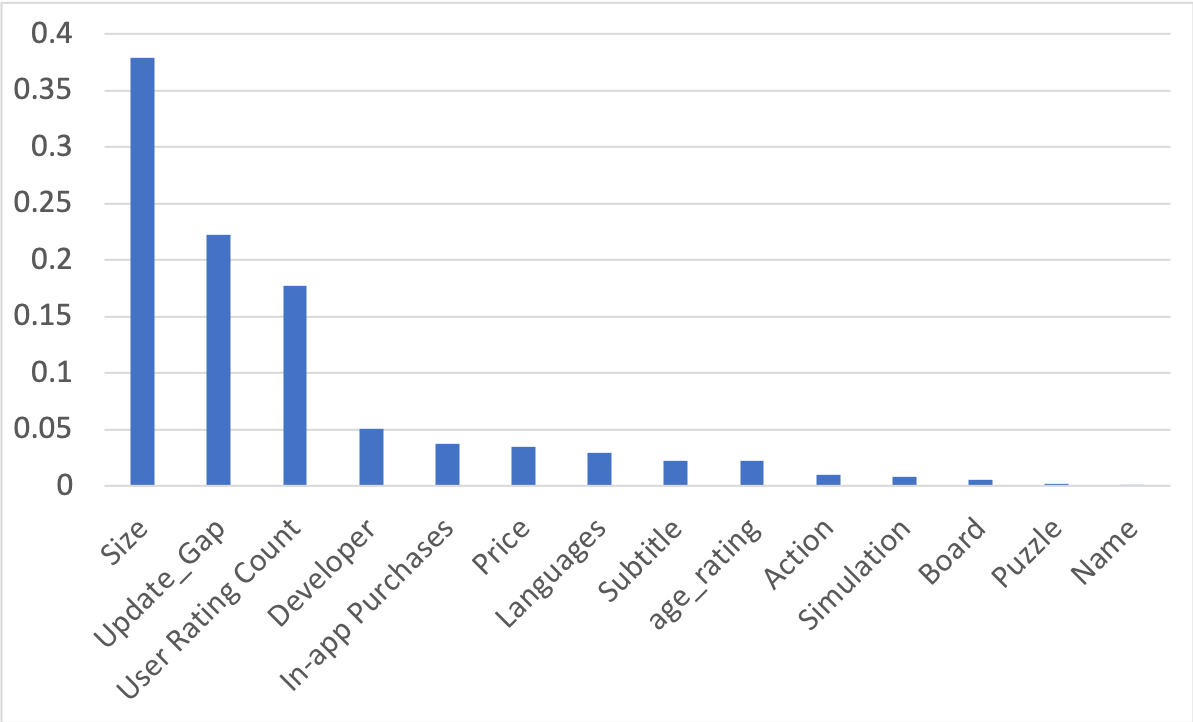 0.4
0.35
0.3
0.25
0.2
0.15
0.1
0.05
0
Size
Update_Gap
User Rating Count
Developer
In-app Purchases
Price
Languages
Subtitle
age_rating
Action
Simulation
Board
Puzzle
Name